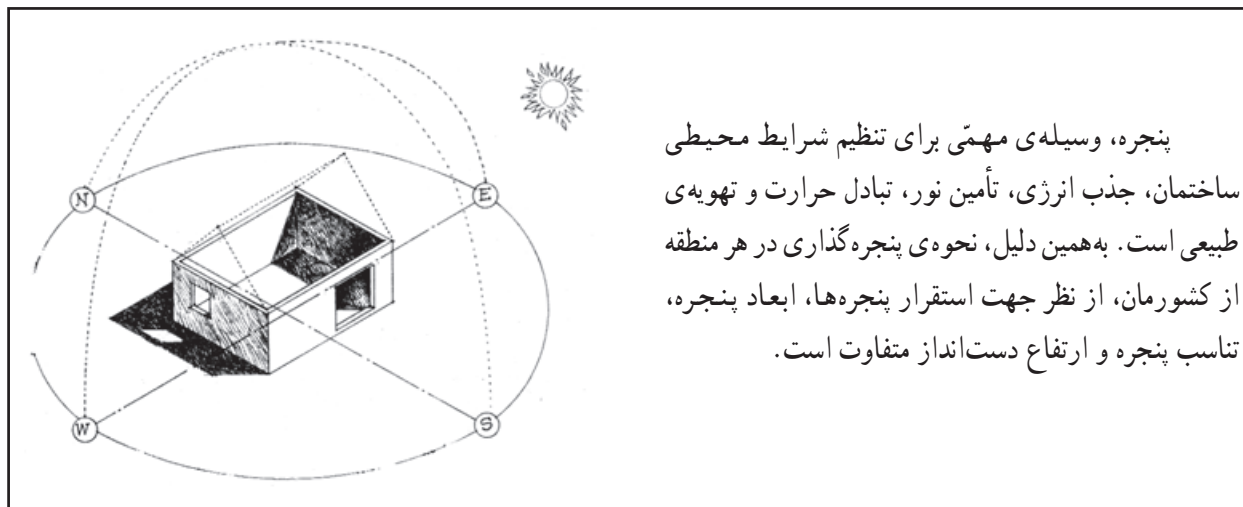 پنجره، وسیله‌ی مهمّی برای تنظیم شرایط محیطی
ساختمان، جذب انرژی، تأمین نور، تبادل حرارت و تهویه‌ی
طبیعی است. به‌همین دلیل، نحوه‌ی پنجره‌گذاری در هر منطقه
از کشورمان، از نظر جهت استقرار پنجره‌ها، ابعاد پنجره،
تناسب پنجره و ارتفاع دست‌انداز متفاوت است.
N
E
W
S